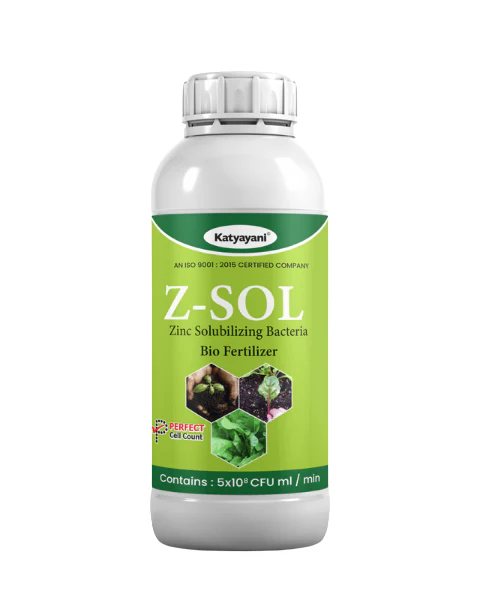 Katyayani®
AN ISO 9001 : 2015 CERTIFIED COMPANY
Z-SOL
Zinc Solubilizing Bacteria
Bio Fertilizer
PERFECT
Cell Count
Contains : 5x10⁸ CFU ml / min